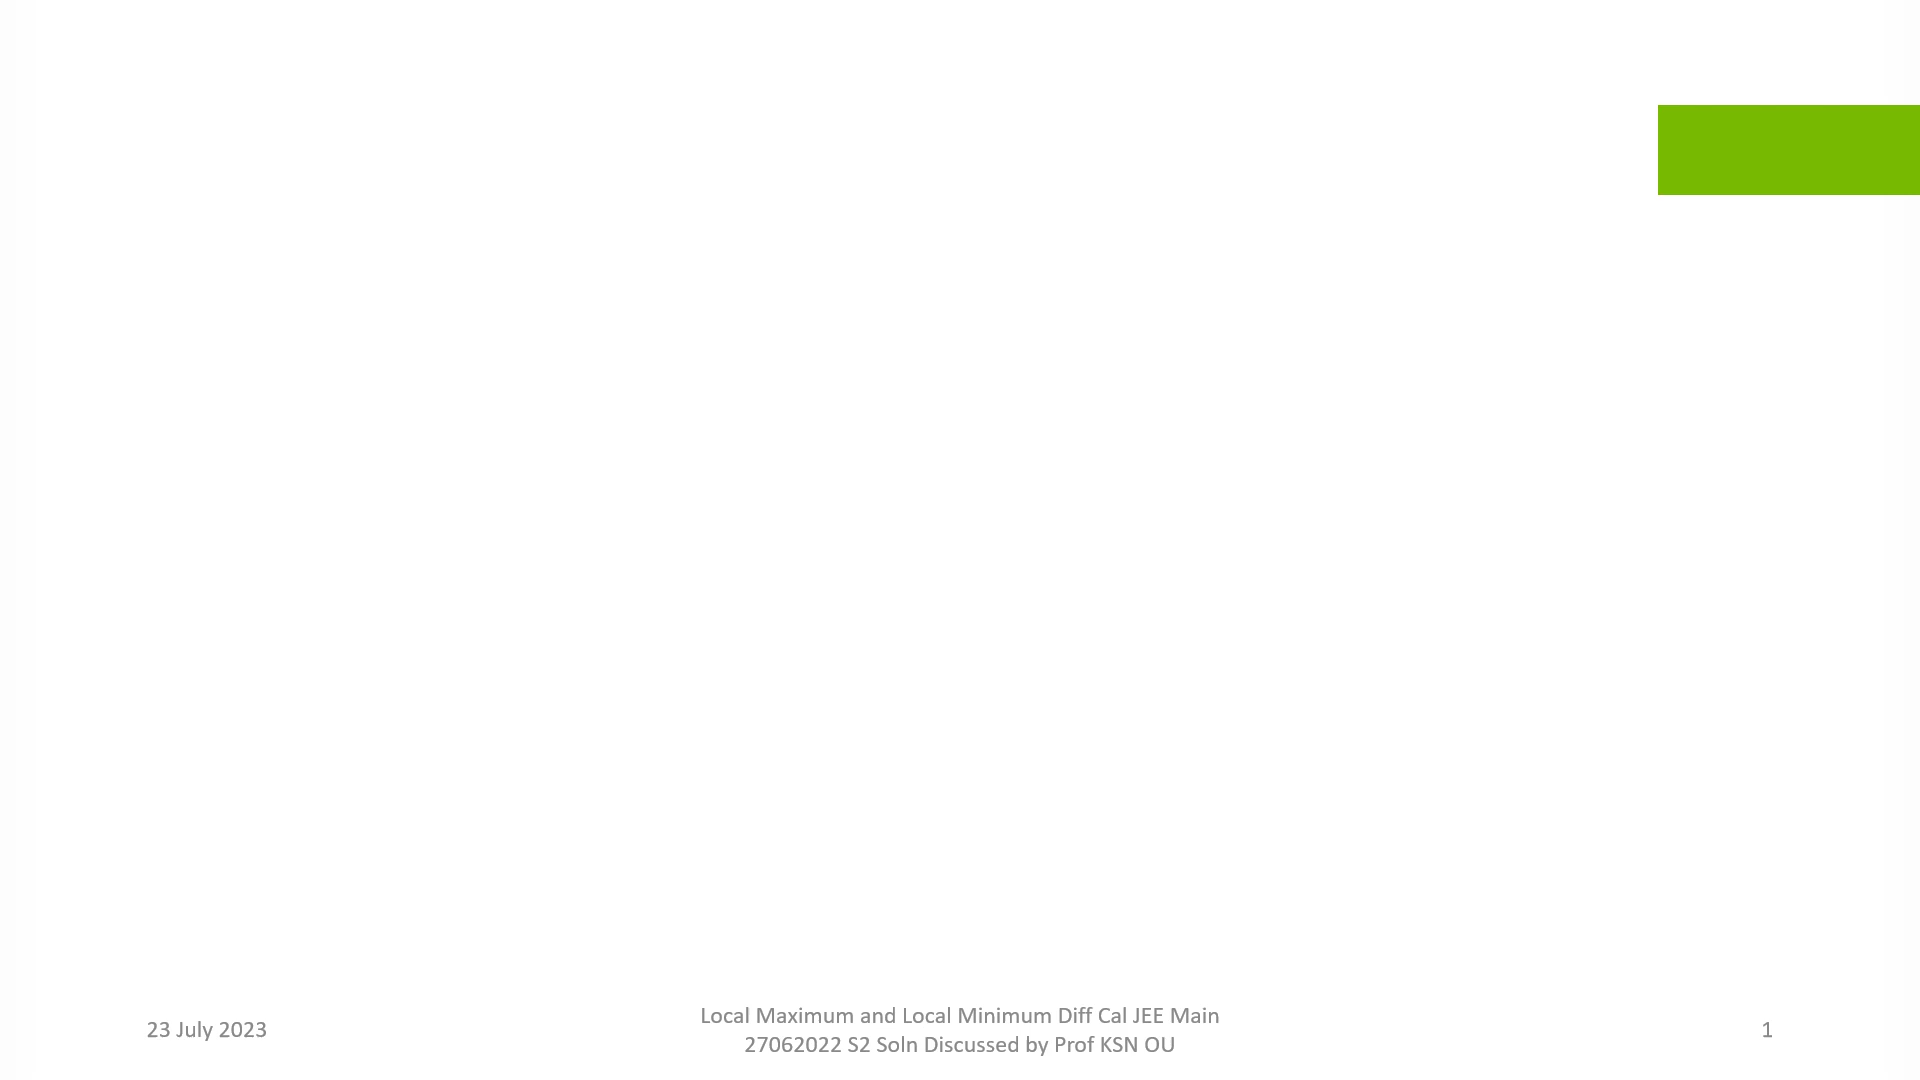 23 July 2023
Local Maximum and Local Minimum Diff Cal JEE Main
27062022 S2 Soln Discussed by Prof KSN OU
1